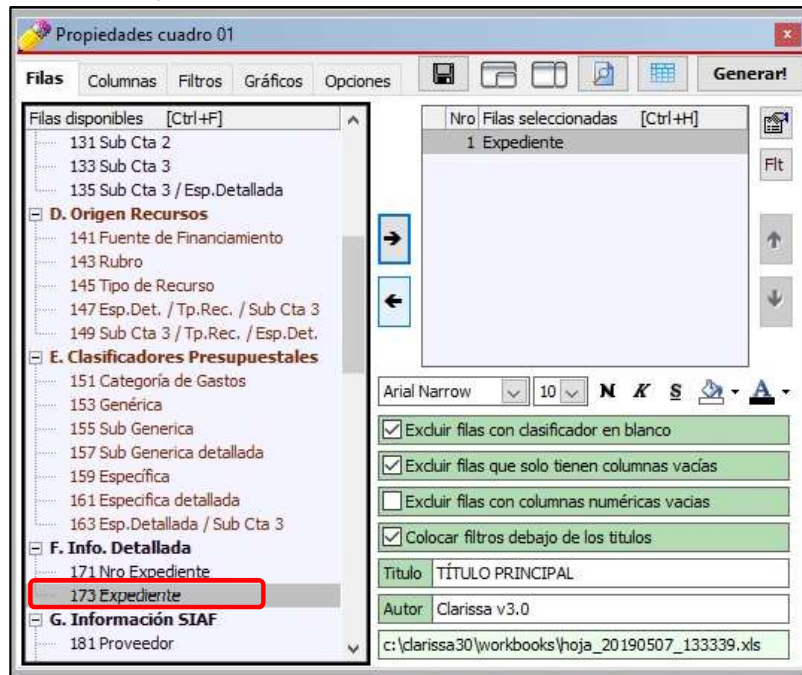 Propiedades cuadro 01
x
Filas Columnas Filtros Gráficos Opciones Generar!
Filas disponibles [Ctrl+F]
131 Sub Cta 2
133 Sub Cta 3
135 Sub Cta 3 / Esp.Detallada
D. Origen Recursos
141 Fuente de Financiamiento
143 Rubro
145 Tipo de Recurso
147 Esp.Det. / Tp.Rec. / Sub Cta 3
149 Sub Cta 3 / Tp.Rec. / Esp.Det.
E. Clasificadores Presupuestales
151 Categoría de Gastos
153 Genérica
155 Sub Generica
157 Sub Generica detallada
159 Específica
161 Especifica detallada
163 Esp.Detallada / Sub Cta 3
F. Info. Detallada
171 Nro Expediente
173 Expediente
G. Información SIAF
181 Proveedor
Nro Filas seleccionadas [Ctrl+H]
1 Expediente
Flt
Arial Narrow 10 N K S A
Excluir filas con clasificador en blanco
Excluir filas que solo tienen columnas vacías
Excluir filas con columnas numéricas vacias
Colocar filtros debajo de los titulos
Titulo TÍTULO PRINCIPAL
Autor Clarissa v3.0
c:\clarissa30\workbooks\hoja_20190507_133339.xls